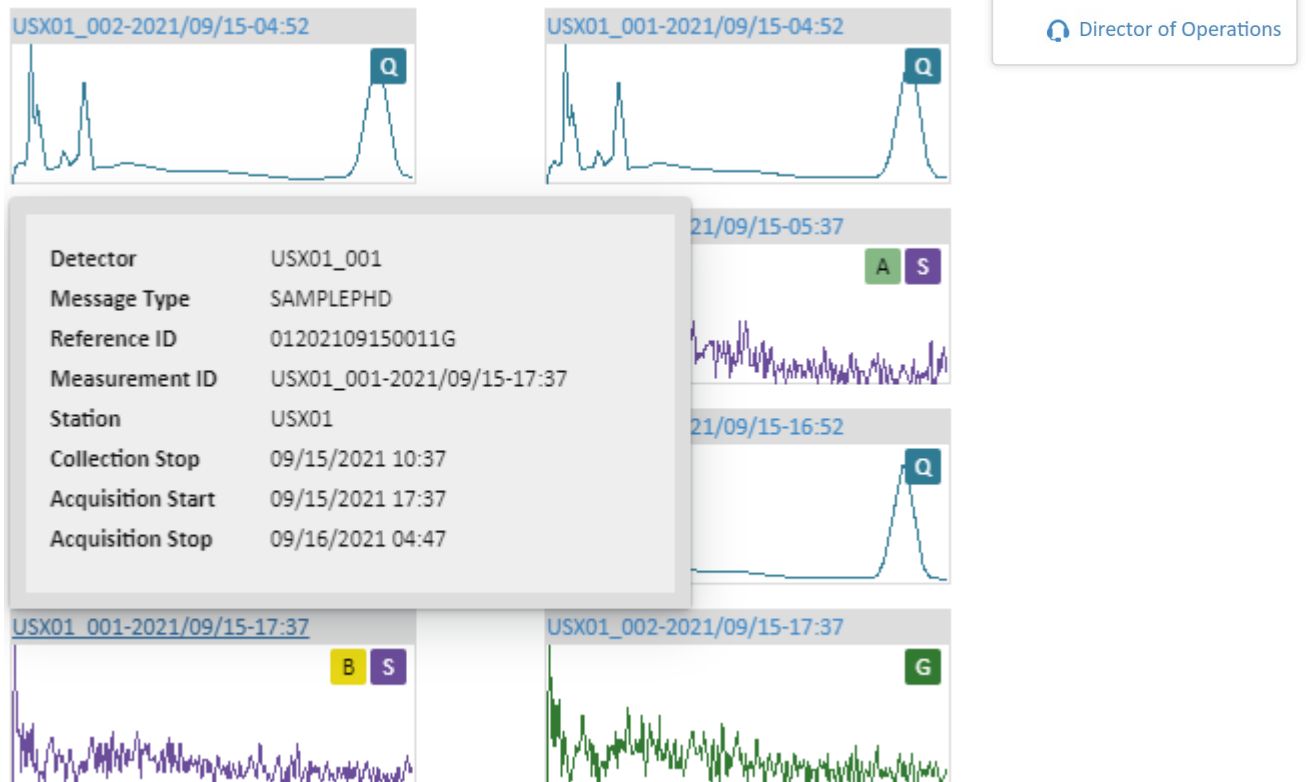 USX01_002-2021/09/15-04:52
Q
USX01_001-2021/09/15-04:52
Q
Director of Operations
21/09/15-05:37
A S
Detector USX01_001
Message Type SAMPLEPHD
Reference ID 01202109150011G
Measurement ID USX01_001-2021/09/15-17:37
Station USX01
Collection Stop 09/15/2021 10:37
Acquisition Start 09/15/2021 17:37
Acquisition Stop 09/16/2021 04:47
21/09/15-16:52
Q
USX01_001-2021/09/15-17:37
B S
USX01_002-2021/09/15-17:37
G